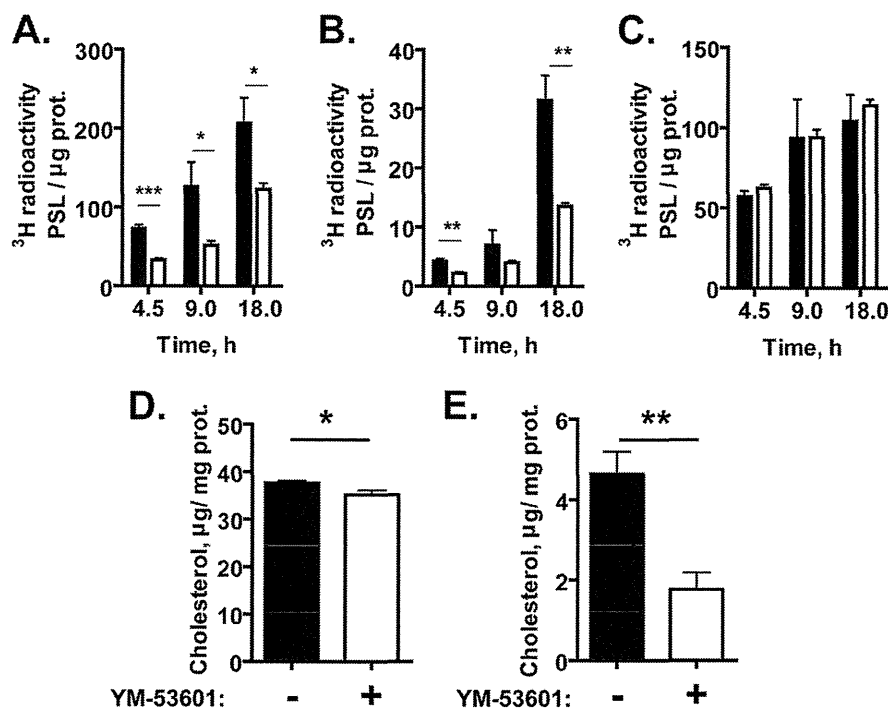 A.
³H radioactivity
PSL / µg prot.
300
200
100
0
***
*
*
4.5 9.0 18.0
Time, h
B.
³H radioactivity
PSL / µg prot.
40
30
20
10
0
**
**
4.5 9.0 18.0
Time, h
C.
³H radioactivity
PSL / µg prot.
150
100
50
0
4.5 9.0 18.0
Time, h
D.
Cholesterol, µg/ mg prot.
50
40
30
20
10
0
*
YM-53601: - +
E.
Cholesterol, µg/ mg prot.
6
4
2
0
**
YM-53601: - +